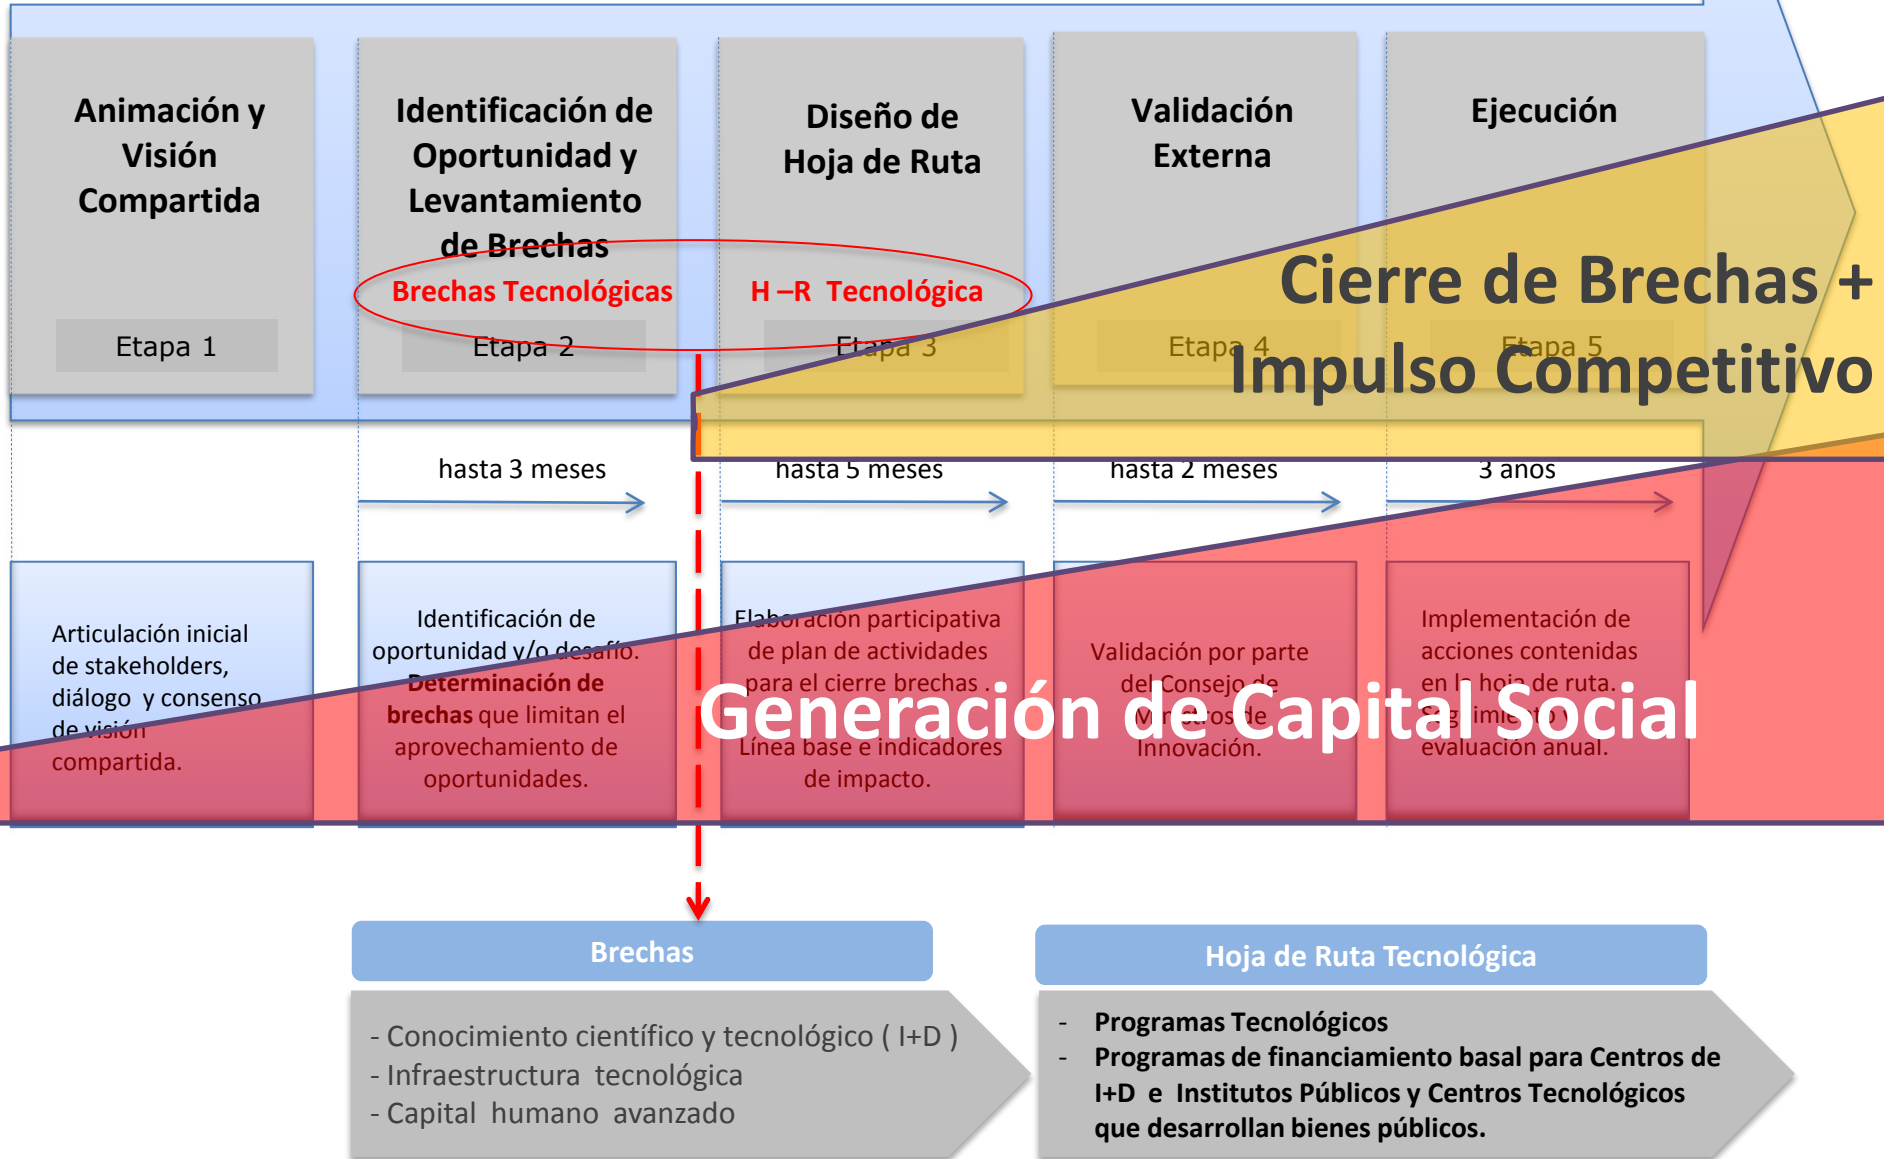 Animación y
Visión
Compartida
Etapa 1
Identificación de
Oportunidad y
Levantamiento
de Brechas
Brechas Tecnológicas
Etapa 2
Diseño de
Hoja de Ruta
H –R Tecnológica
Etapa 3
Validación
Externa
Etapa 4
Ejecución
Etapa 5
Cierre de Brechas +
Impulso Competitivo
hasta 3 meses
hasta 5 meses
hasta 2 meses
3 años
Articulación inicial
de stakeholders,
diálogo y consenso
de visión
compartida.
Identificación de
oportunidad y/o desafío.
Determinación de
brechas que limitan el
aprovechamiento de
oportunidades.
Elaboración participativa
de plan de actividades
para el cierre brechas .
Línea base e indicadores
de impacto.
Validación por parte
del Consejo de
Ministros de
Innovación.
Implementación de
acciones contenidas
en la hoja de ruta.
Seguimiento y
evaluación anual.
Generación de Capital Social
Brechas
- Conocimiento científico y tecnológico ( I+D )
- Infraestructura tecnológica
- Capital humano avanzado
Hoja de Ruta Tecnológica
- Programas Tecnológicos
- Programas de financiamiento basal para Centros de
I+D e Institutos Públicos y Centros Tecnológicos
que desarrollan bienes públicos.